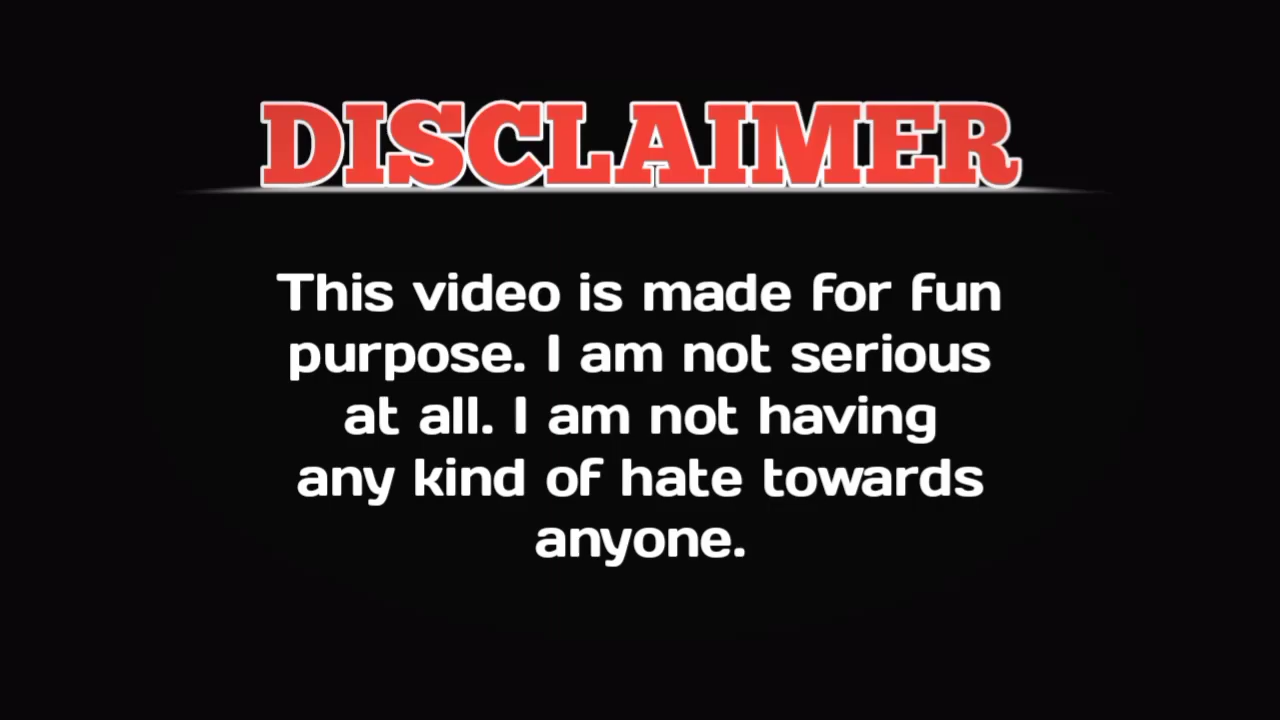 DISCLAIMER
This video is made for fun
purpose. I am not serious
at all. I am not having
any kind of hate towards
anyone.